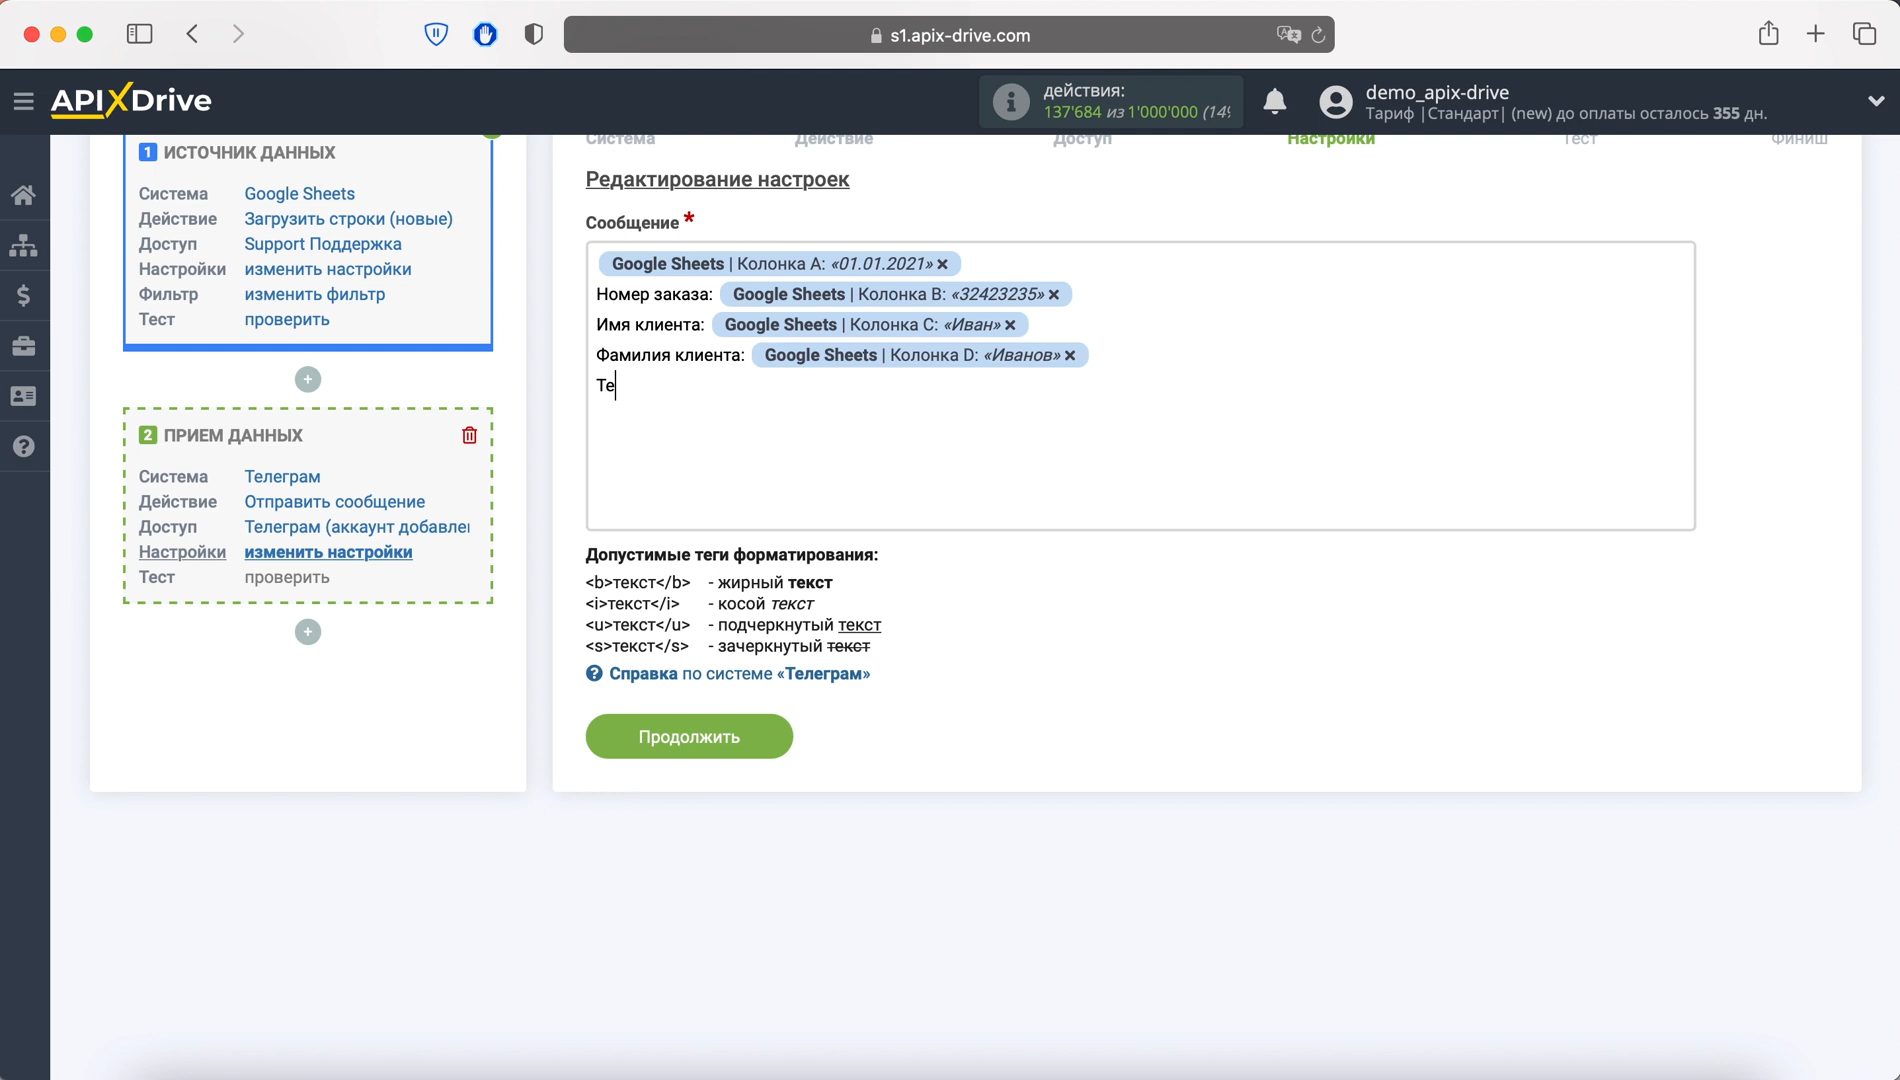 s1.apix-drive.com
APIXDrive
действия:
137'684 из 1'000'000 (149
demo_apix-drive
Тариф |Стандарт| (new) до оплаты осталось 355 дн.
Система Действие Доступ Настройки Тест Финиш
1 ИСТОЧНИК ДАННЫХ
Система Google Sheets
Действие Загрузить строки (новые)
Доступ Support Поддержка
Настройки изменить настройки
Фильтр изменить фильтр
Тест проверить
2 ПРИЕМ ДАННЫХ
Система Телеграм
Действие Отправить сообщение
Доступ Телеграм (аккаунт добавлен
Настройки изменить настройки
Тест проверить
Редактирование настроек
Сообщение *
Google Sheets | Колонка A: «01.01.2021» ×
Номер заказа: Google Sheets | Колонка B: «32423235» ×
Имя клиента: Google Sheets | Колонка C: «Иван» ×
Фамилия клиента: Google Sheets | Колонка D: «Иванов» ×
Те
Допустимые теги форматирования:
<b>текст</b> - жирный текст
<i>текст</i> - косой текст
<u>текст</u> - подчеркнутый текст
<s>текст</s> - зачеркнутый текст
Справка по системе «Телеграм»
Продолжить